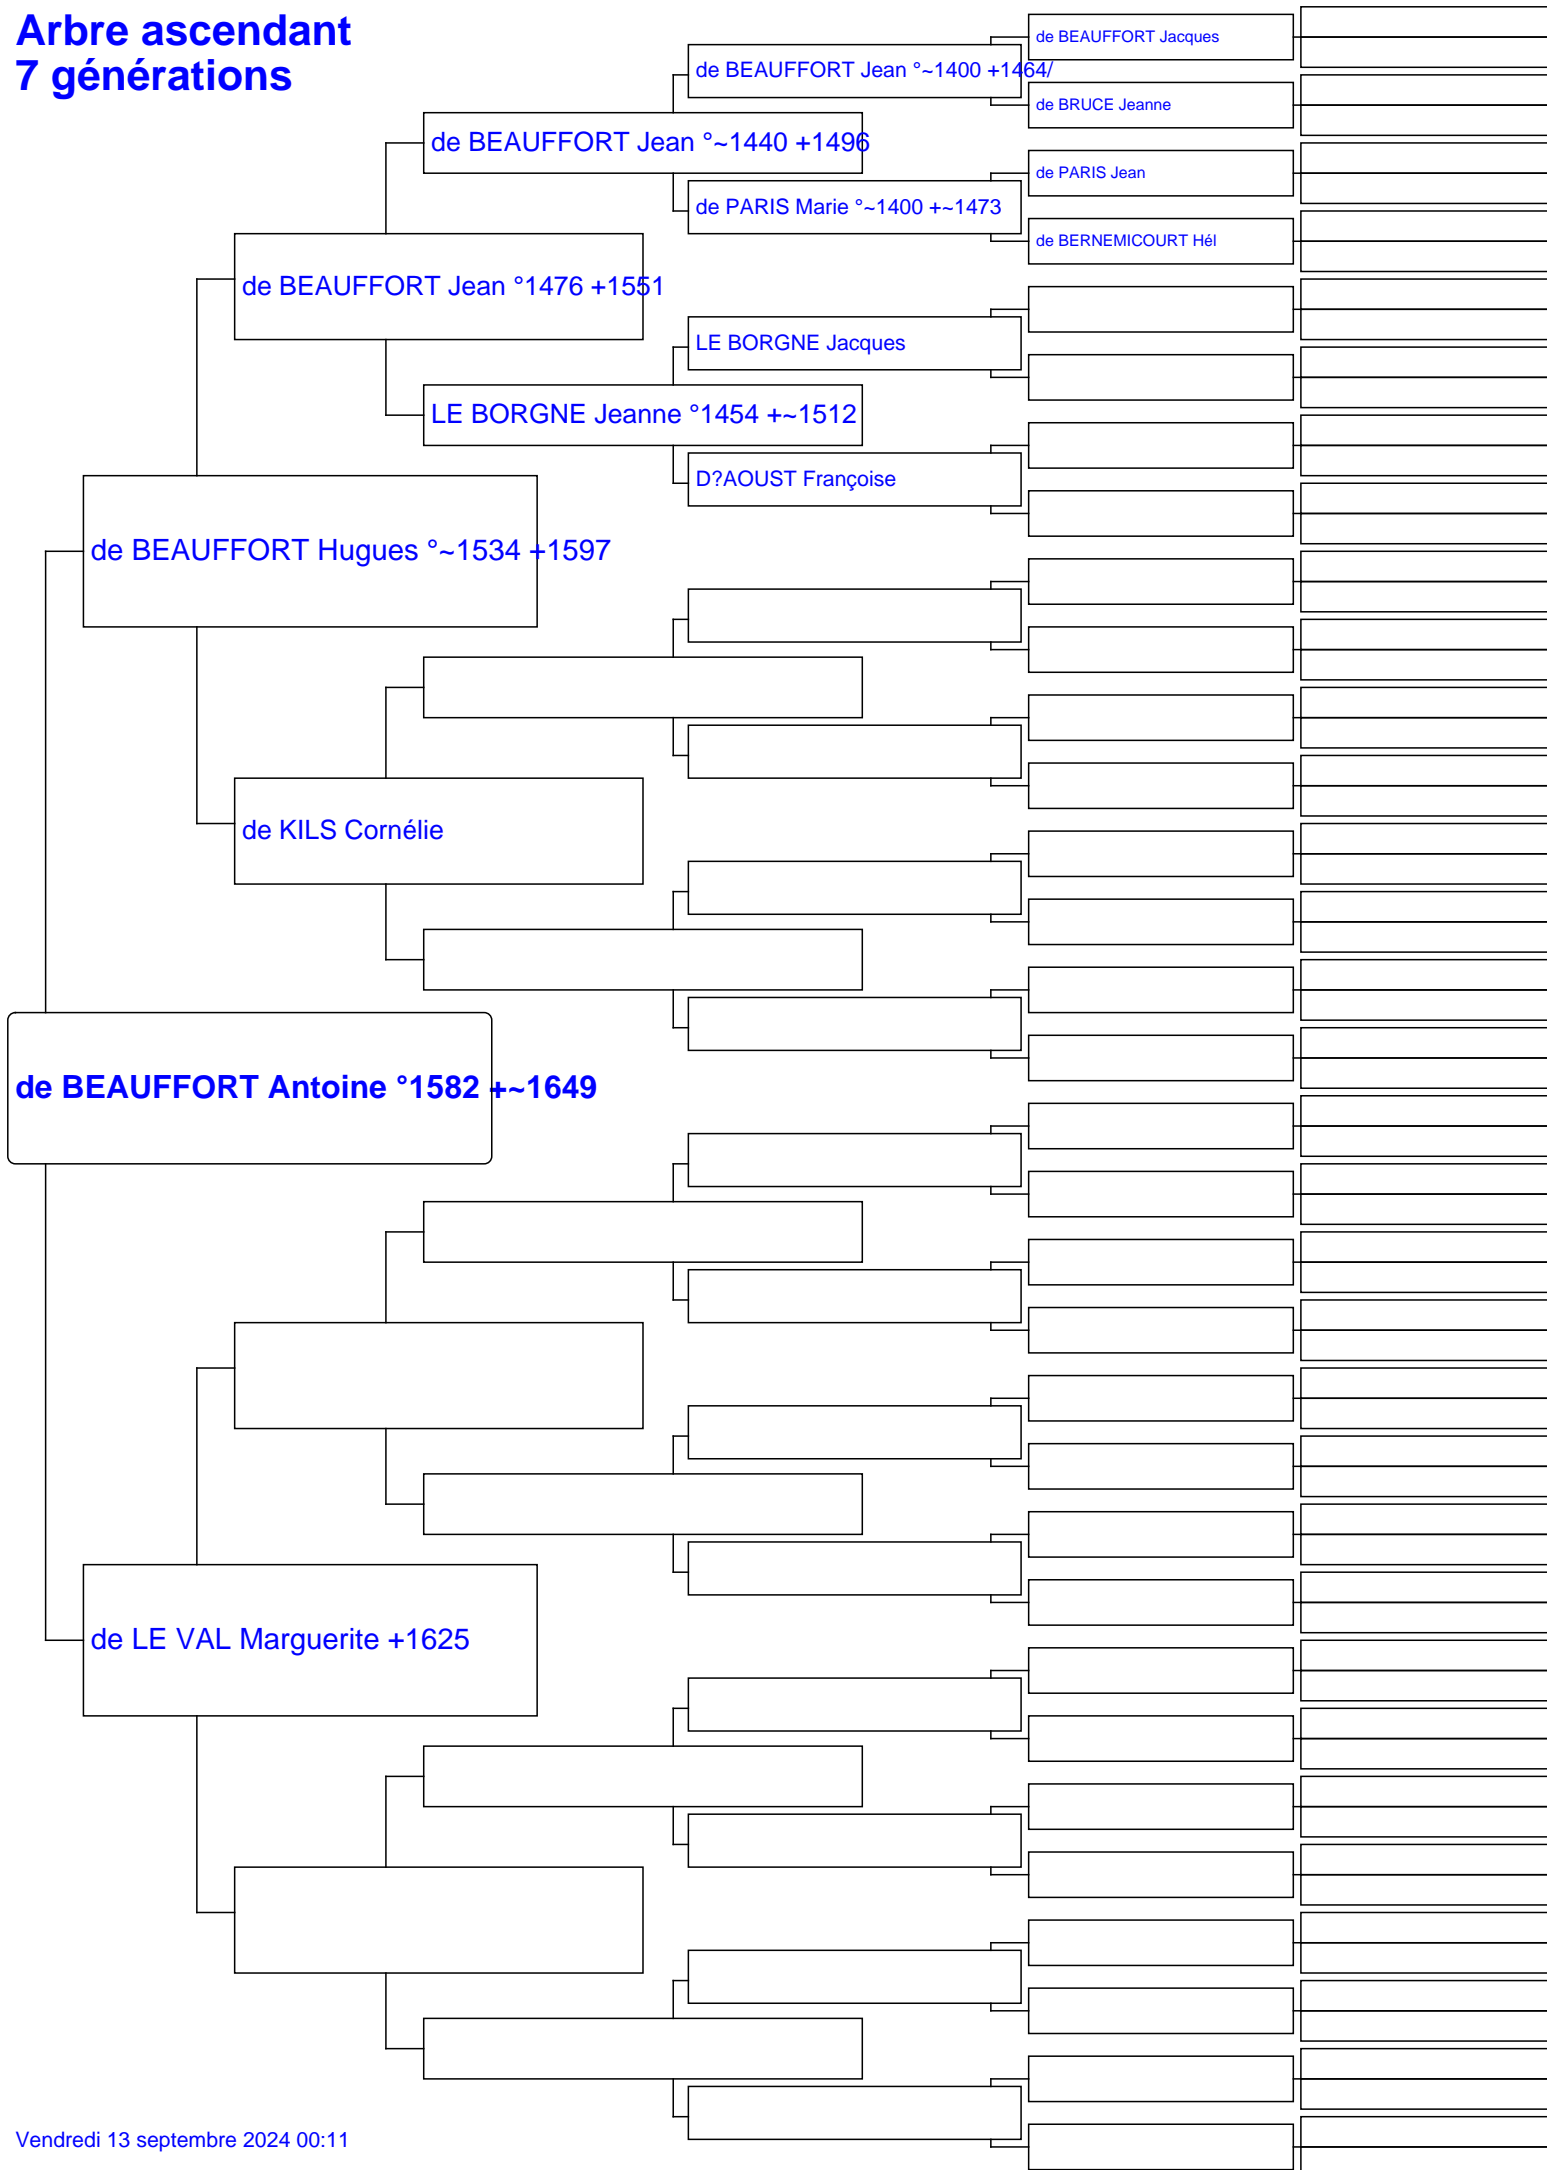 Arbre ascendant
7 générations
de BEAUFFORT Jacques
de BEAUFFORT Jean °~1400 +1464/
de BRUCE Jeanne
de BEAUFFORT Jean °~1440 +1496
de PARIS Jean
de PARIS Marie °~1400 +~1473
de BERNEMICOURT Hél
de BEAUFFORT Jean °1476 +1551
LE BORGNE Jacques
LE BORGNE Jeanne °1454 +~1512
D?AOUST Françoise
de BEAUFFORT Hugues °~1534 +1597
de KILS Cornélie
de BEAUFFORT Antoine °1582 +~1649
de LE VAL Marguerite +1625
Vendredi 13 septembre 2024 00:11